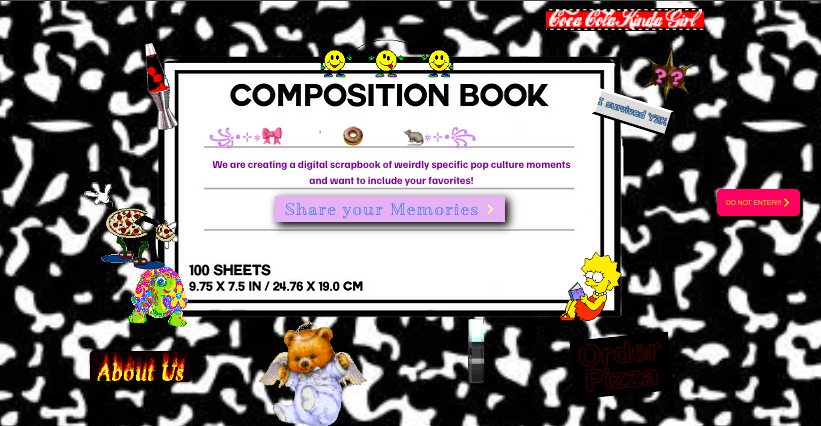 Coca Cola Kinda Girl
??
COMPOSITION BOOK
I survived Y2K
We are creating a digital scrapbook of weirdly specific pop culture moments
and want to include your favorites!
DO NOT ENTER!!!
Share your Memories
100 SHEETS
9.75 X 7.5 IN / 24.76 X 19.0 CM
About Us
Order
Pizza